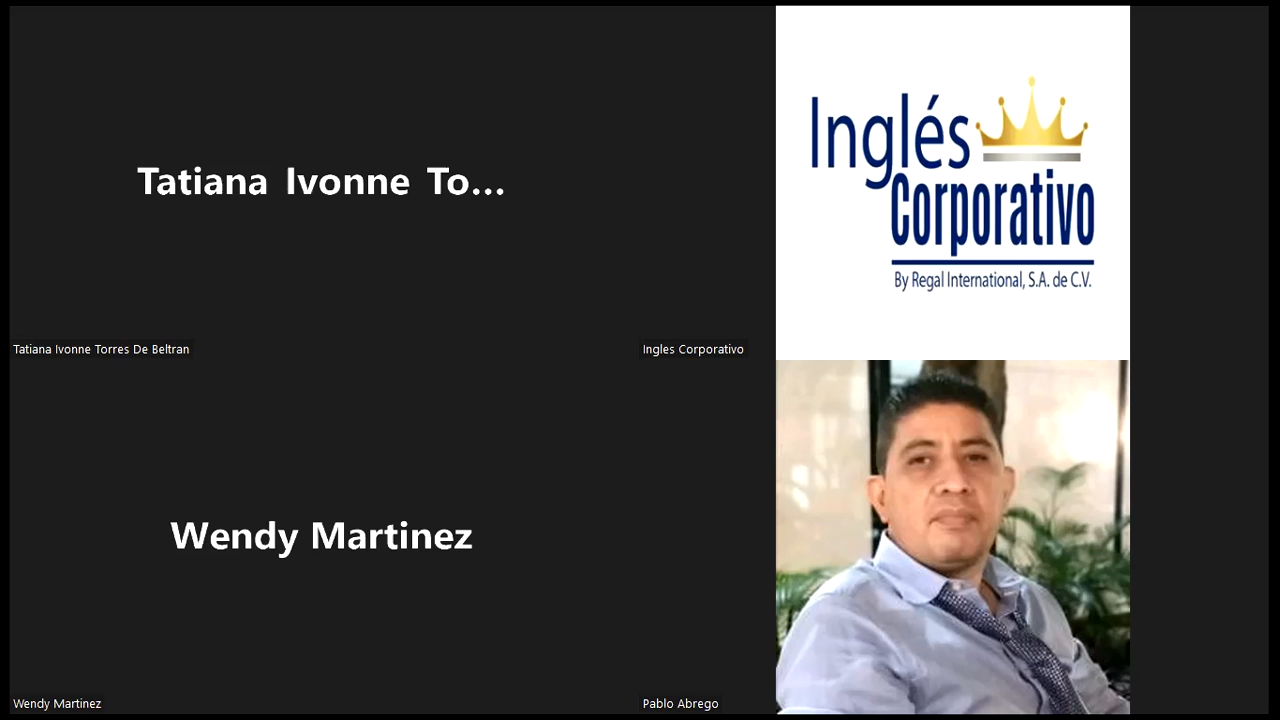 Tatiana Ivonne To...
Tatiana Ivonne Torres De Beltran
Inglés
Corporativo
By Regal International, S.A. de C.V.
Ingles Corporativo
Wendy Martinez
Wendy Martinez
Pablo Abrego